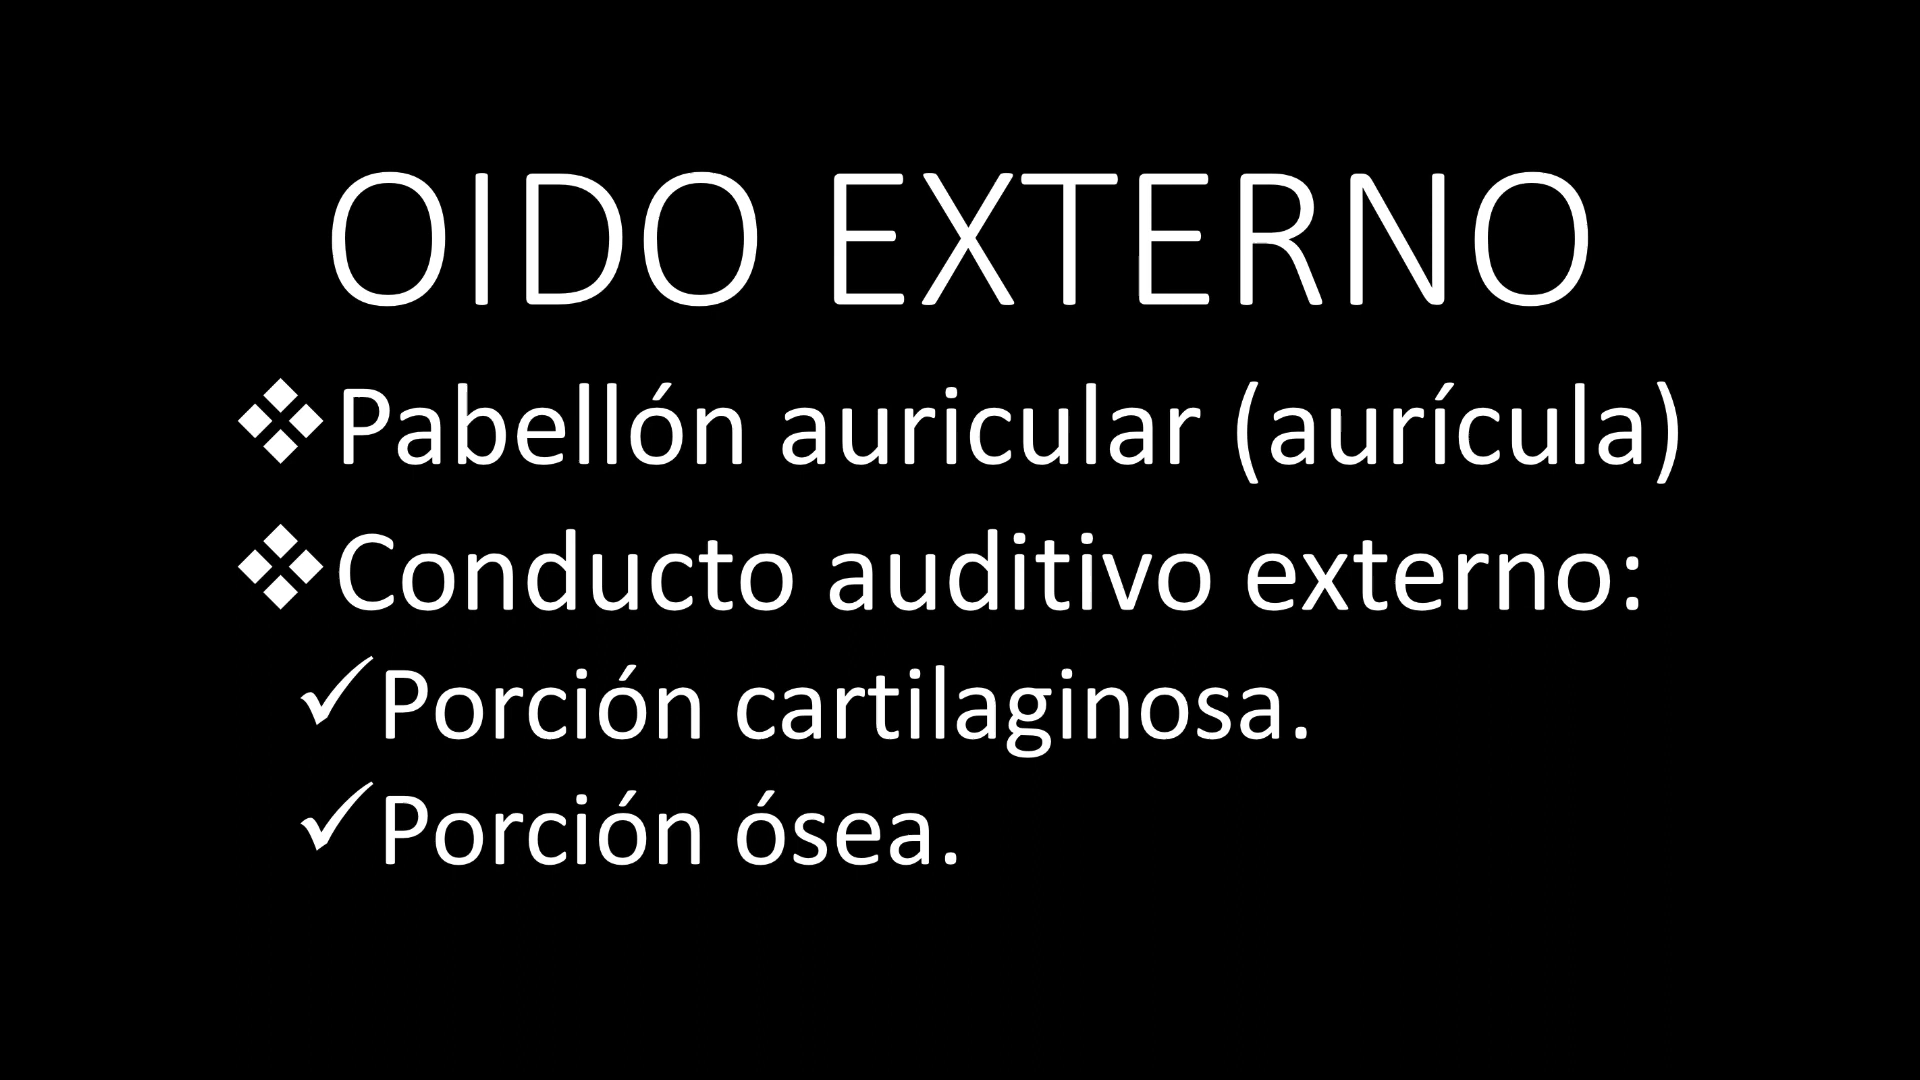 OIDO EXTERNO
❖Pabellón auricular (aurícula)
❖Conducto auditivo externo:
✓Porción cartilaginosa.
✓Porción ósea.